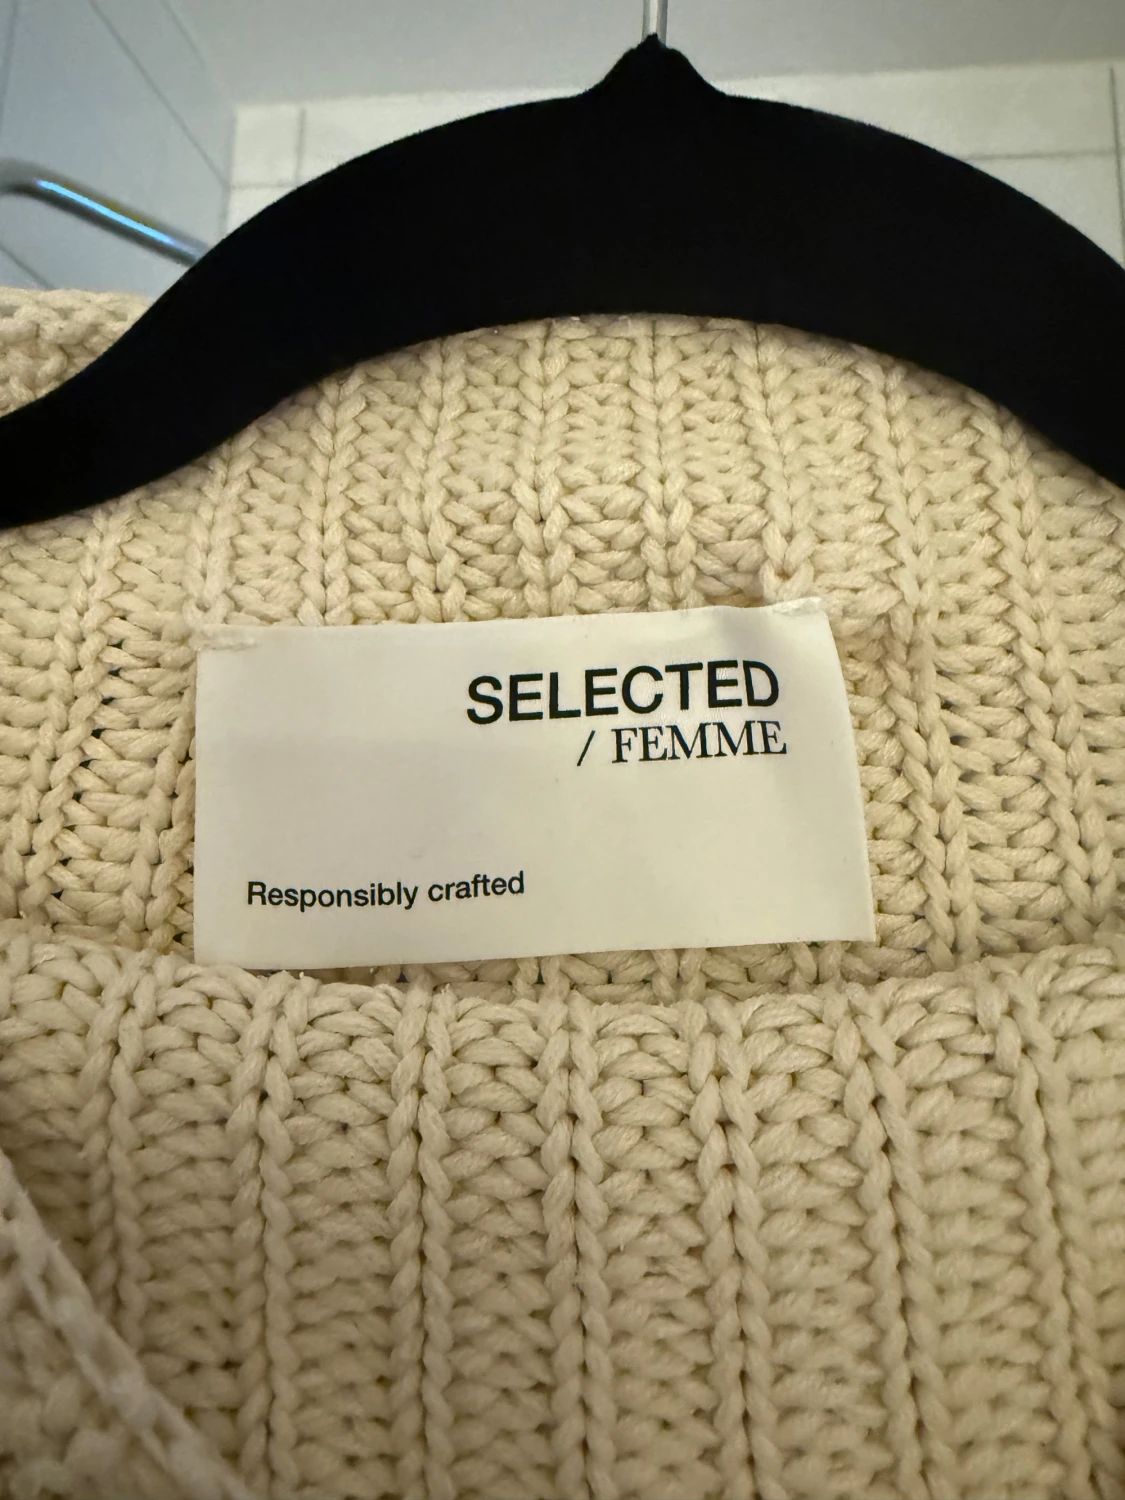 SELECTED
/ FEMME
Responsibly crafted